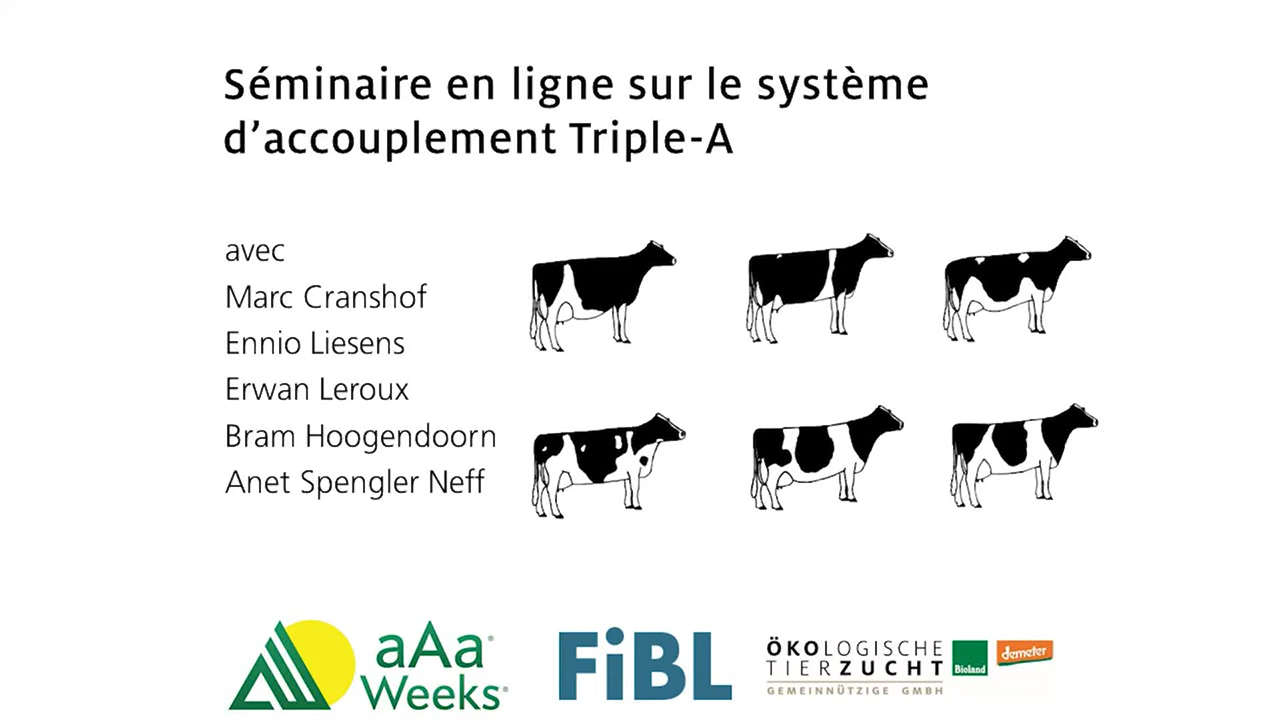 Séminaire en ligne sur le système
d’accouplement Triple-A
avec
Marc Cranshof
Ennio Liesens
Erwan Leroux
Bram Hoogendoorn
Anet Spengler Neff
aAa®
Weeks®
FiBL
ÖKOLOGISCHE
TIERZUCHT
GEMEINNÜTZIGE GMBH
Bioland
demeter